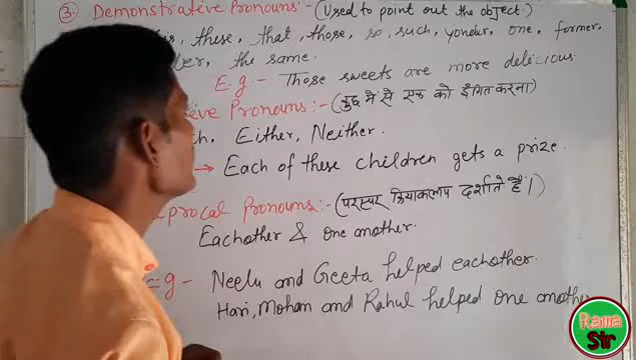 ③ Demonstrative Pronouns :- (Used to point out the object.)
these, that, those, so, such, yonder, one, former,
the same.
E.g - Those sweets are more delicious.
Pronouns :- (में से एक को इंगित करना)
Either, Neither.
→ Each of these children gets a prize.
Pronouns :- (परस्पर क्रियाकलाप दर्शाते है।)
Eachother & one another.
E.g - Neelu and Geeta helped eachother.
Hari, Mohan and Rahul helped one another
Rama
Sir